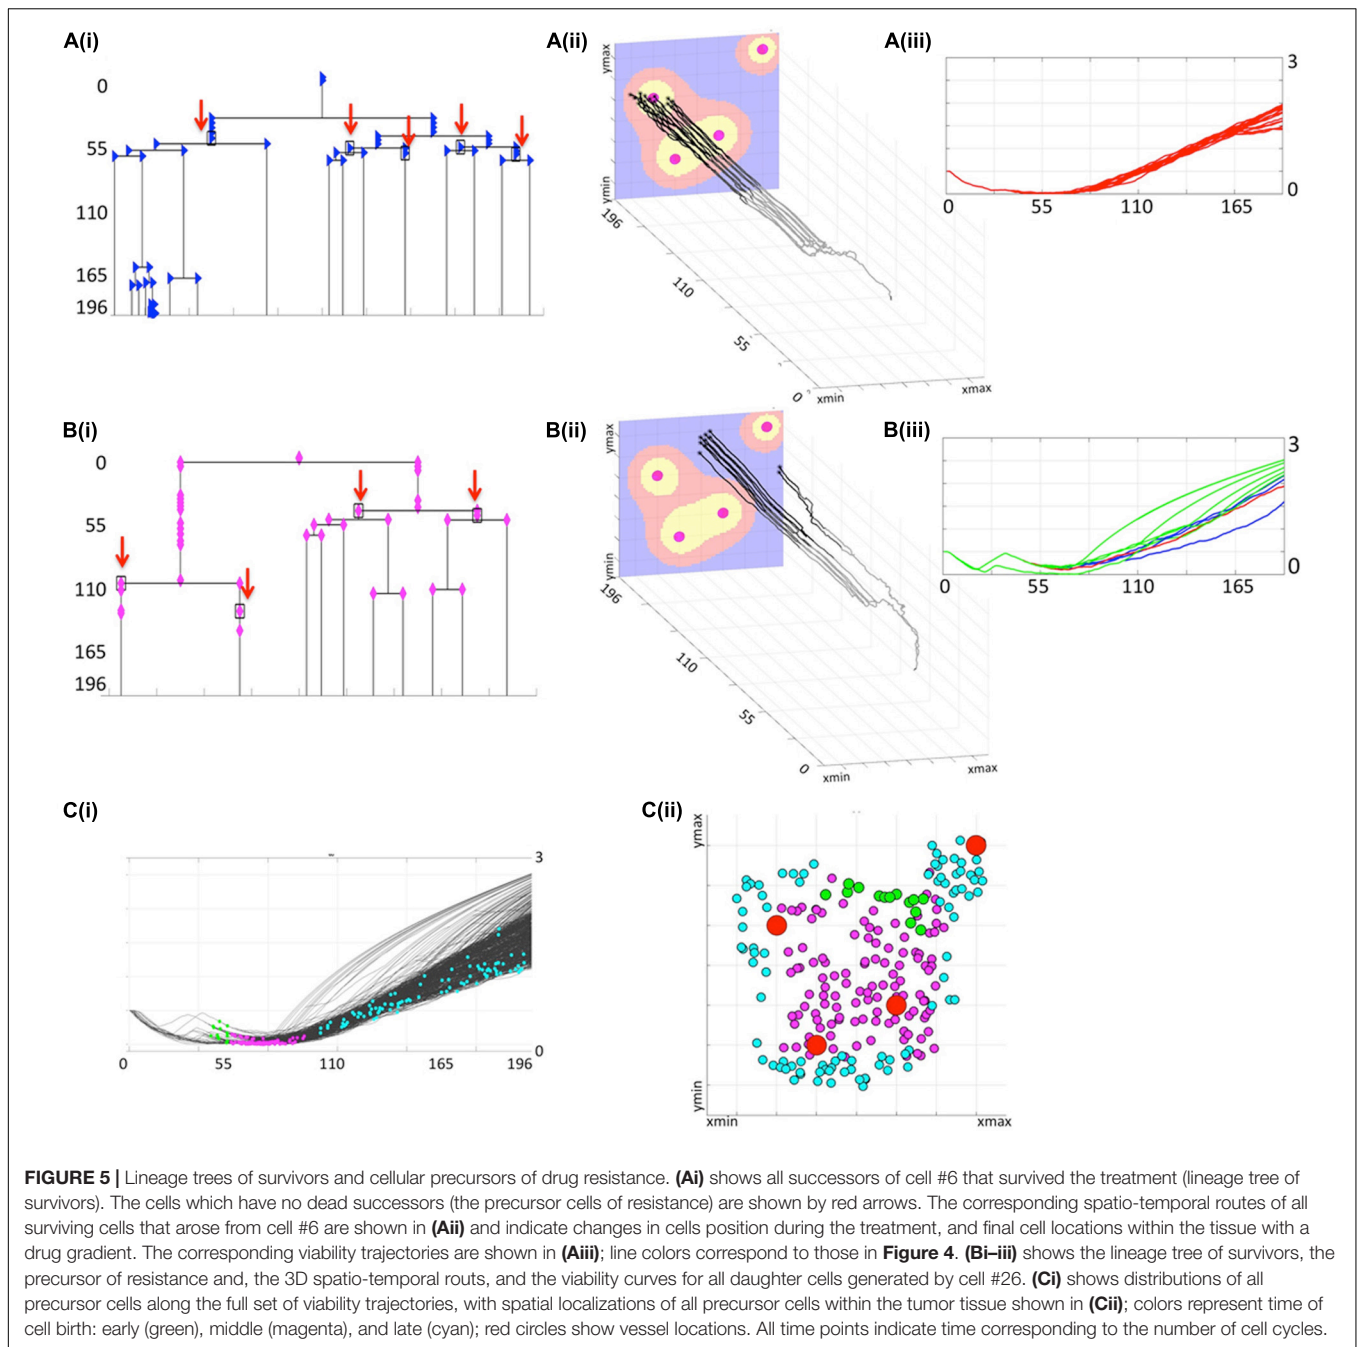 A(i)
0
55
110
165
196
A(ii)
ymax
ymin
196
110
55
0
xmin
xmax
A(iii)
3
0
0
55
110
165
B(i)
0
55
110
165
196
B(ii)
ymax
ymin
196
110
55
0
xmin
xmax
B(iii)
3
0
0
55
110
165
C(i)
3
0
0
55
110
165
196
C(ii)
ymax
ymin
xmin
xmax
FIGURE 5 | Lineage trees of survivors and cellular precursors of drug resistance. (Ai) shows all successors of cell #6 that survived the treatment (lineage tree of
survivors). The cells which have no dead successors (the precursor cells of resistance) are shown by red arrows. The corresponding spatio-temporal routes of all
surviving cells that arose from cell #6 are shown in (Aii) and indicate changes in cells position during the treatment, and final cell locations within the tissue with a
drug gradient. The corresponding viability trajectories are shown in (Aiii); line colors correspond to those in Figure 4. (Bi–iii) shows the lineage tree of survivors, the
precursor of resistance and, the 3D spatio-temporal routs, and the viability curves for all daughter cells generated by cell #26. (Ci) shows distributions of all
precursor cells along the full set of viability trajectories, with spatial localizations of all precursor cells within the tumor tissue shown in (Cii); colors represent time of
cell birth: early (green), middle (magenta), and late (cyan); red circles show vessel locations. All time points indicate time corresponding to the number of cell cycles.